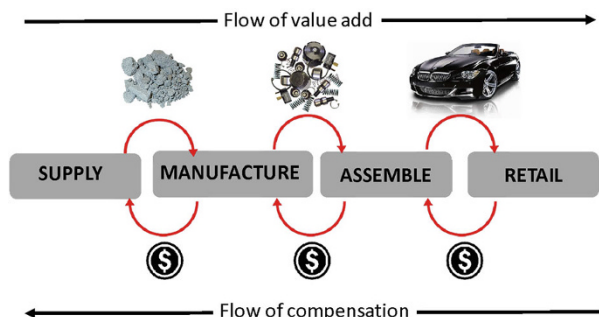 Flow of value add
SUPPLY
MANUFACTURE
ASSEMBLE
RETAIL
$
$
$
Flow of compensation